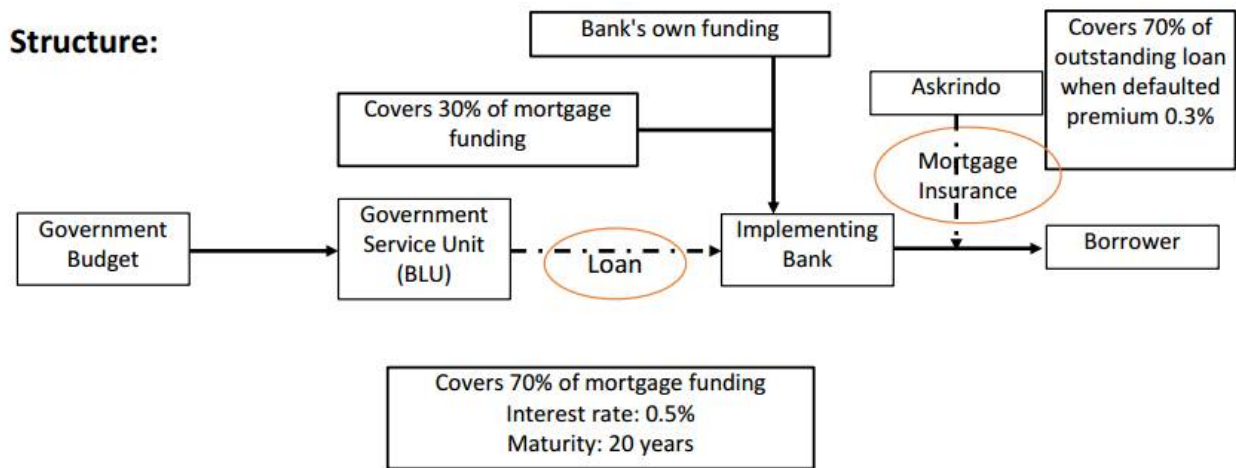 Structure:
Bank's own funding
Covers 70% of
outstanding loan
when defaulted
premium 0.3%
Askrindo
Covers 30% of mortgage
funding
Mortgage
Insurance
Government
Budget
Government
Service Unit
(BLU)
Loan
Implementing
Bank
Borrower
Covers 70% of mortgage funding
Interest rate: 0.5%
Maturity: 20 years